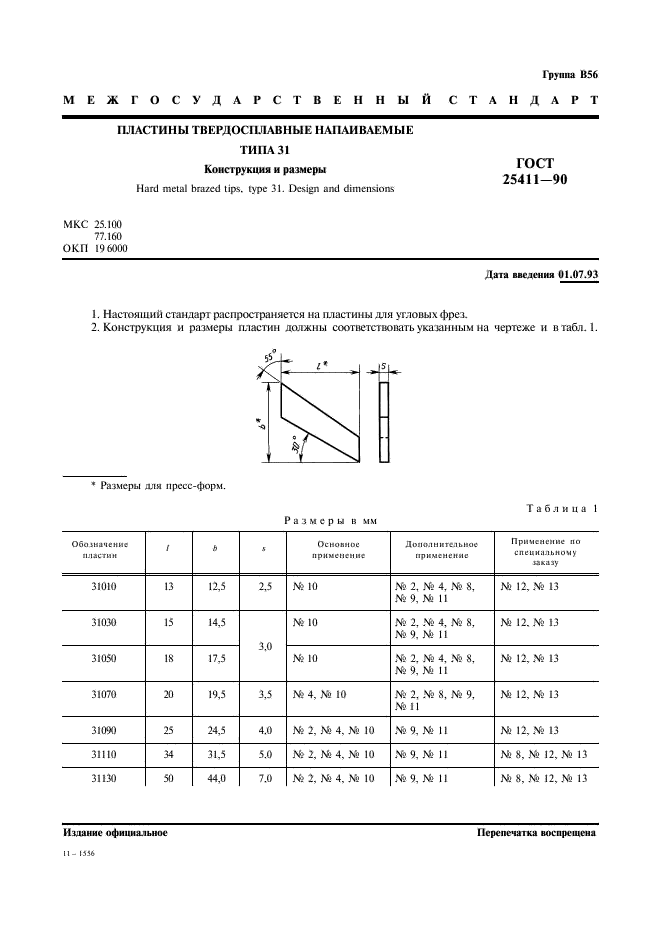 Группа В56
МЕЖГОСУДАРСТВЕННЫЙ СТАНДАРТ
ПЛАСТИНЫ ТВЕРДОСПЛАВНЫЕ НАПАИВАЕМЫЕ
ТИПА 31
Конструкция и размеры
Hard metal brazed tips, type 31. Design and dimensions
ГОСТ
25411—90
МКС 25.100
77.160
ОКП 19 6000
Дата введения 01.07.93
1. Настоящий стандарт распространяется на пластины для угловых фрез.
2. Конструкция и размеры пластин должны соответствовать указанным на чертеже и в табл. 1.
55°
l*
s
b*
30°
* Размеры для пресс-форм.
Таблица 1
Размеры в мм
Обозначение пластин l b s Основное применение Дополнительное применение Применение по специальному заказу
31010 13 12,5 2,5 № 10 № 2, № 4, № 8, № 12, № 13
№ 9, № 11
31030 15 14,5 № 10 № 2, № 4, № 8, № 12, № 13
№ 9, № 11
3,0
31050 18 17,5 № 10 № 2, № 4, № 8, № 12, № 13
№ 9, № 11
31070 20 19,5 3,5 № 4, № 10 № 2, № 8, № 9, № 12, № 13
№ 11
31090 25 24,5 4,0 № 2, № 4, № 10 № 9, № 11 № 12, № 13
31110 34 31,5 5,0 № 2, № 4, № 10 № 9, № 11 № 8, № 12, № 13
31130 50 44,0 7,0 № 2, № 4, № 10 № 9, № 11 № 8, № 12, № 13
Издание официальное Перепечатка воспрещена
11 – 1556